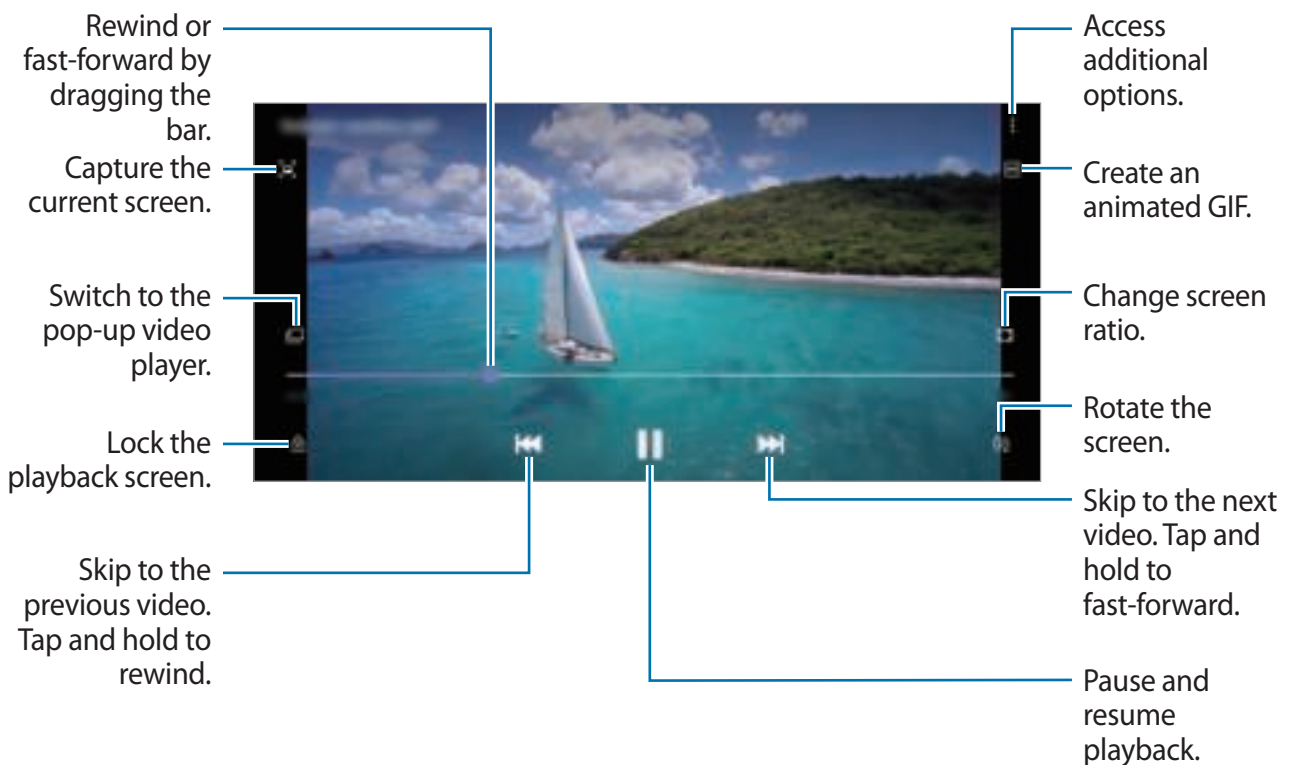 Rewind or
fast-forward by
dragging the
bar.
Capture the
current screen.
Switch to the
pop-up video
player.
Lock the
playback screen.
Skip to the
previous video.
Tap and hold to
rewind.
Access
additional
options.
Create an
animated GIF.
Change screen
ratio.
Rotate the
screen.
Skip to the next
video. Tap and
hold to
fast-forward.
Pause and
resume
playback.